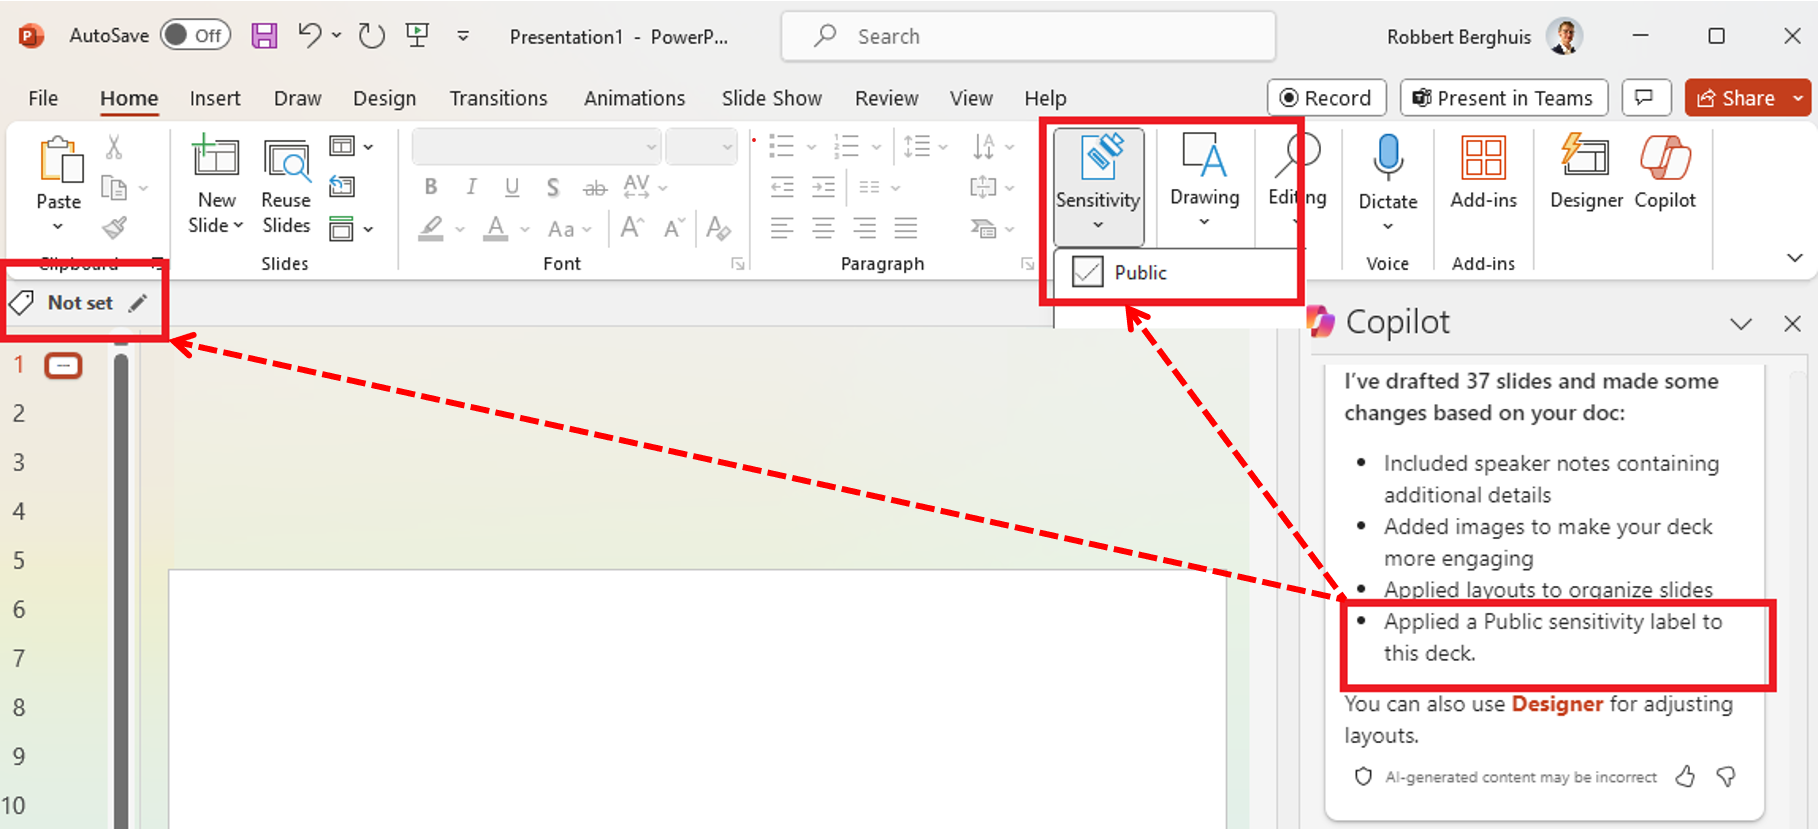 AutoSave Off Presentation1 - PowerP... Search Robbert Berghuis
File Home Insert Draw Design Transitions Animations Slide Show Review View Help Record Present in Teams Share
Paste
New Slide
Reuse Slides
B I U S ab AV
Aa A A A
Sensitivity
Drawing
Editing
Dictate
Add-ins
Designer
Copilot
Clipboard Slides Font Paragraph Voice Add-ins
Public
Not set
1
2
3
4
5
6
7
8
9
10
Copilot
I've drafted 37 slides and made some
changes based on your doc:
• Included speaker notes containing
additional details
• Added images to make your deck
more engaging
• Applied layouts to organize slides
• Applied a Public sensitivity label to
this deck.
You can also use Designer for adjusting
layouts.
AI-generated content may be incorrect